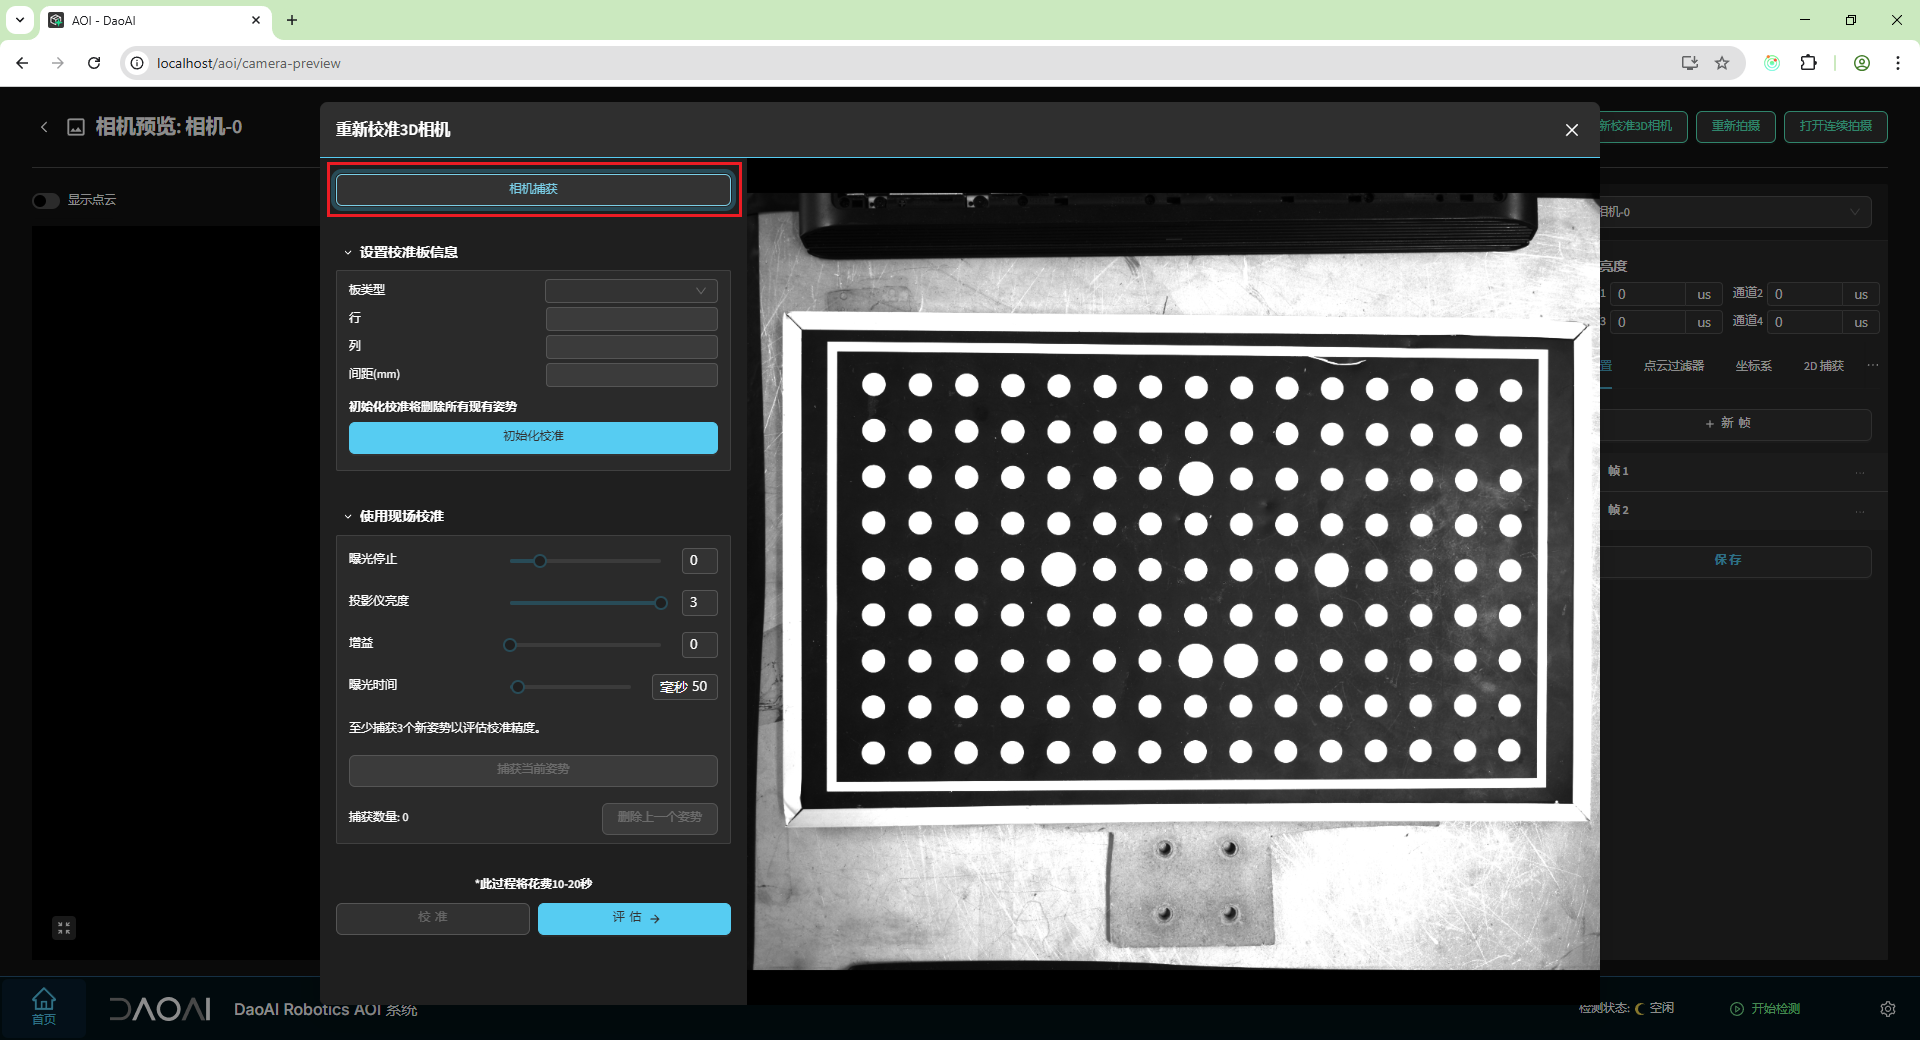 AOI - DaoAI
localhost/aoi/camera-preview
相机预览: 相机-0
重新校准3D相机
新校准3D相机
重新拍摄
打开连续拍摄
显示点云
相机捕获
设置校准板信息
板类型
行
列
间距(mm)
初始化校准将删除所有现有姿势
初始化校准
使用现场校准
曝光停止
0
投影仪亮度
3
增益
0
曝光时间
毫秒 50
至少捕获3个新姿势以评估校准精度。
捕获当前姿势
捕获数量: 0
删除上一个姿势
*此过程将花费10-20秒
校 准
评 估
相机-0
亮度
1 0 us 通道2 0 us
3 0 us 通道4 0 us
置 点云过滤器 坐标系 2D 捕获 ...
+ 新 帧
帧 1 ...
帧 2 ...
保 存
首页
DAOAI
DaoAI Robotics AOI 系统
检测状态: 空闲
开始检测